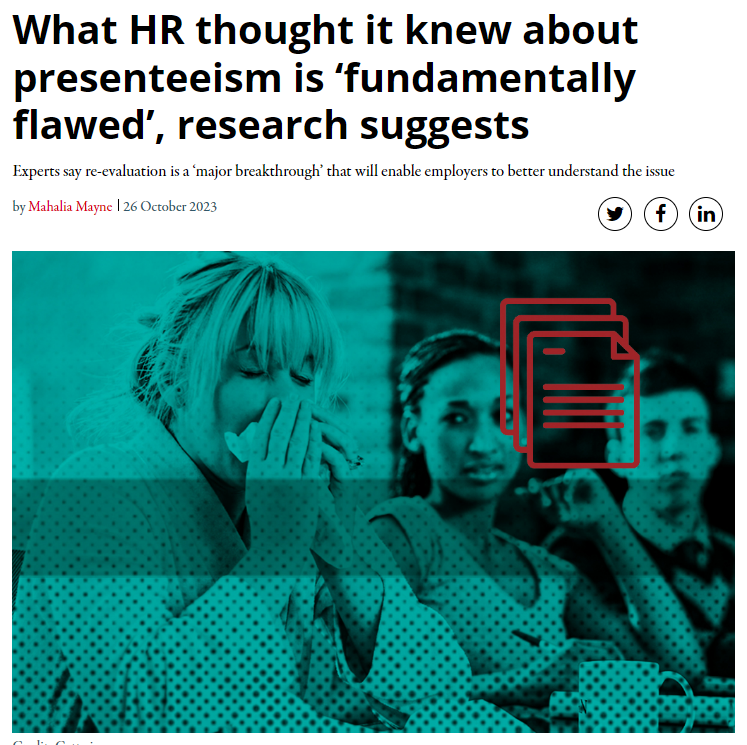 What HR thought it knew about
presenteeism is ‘fundamentally
flawed’, research suggests
Experts say re-evaluation is a ‘major breakthrough’ that will enable employers to better understand the issue
by Mahalia Mayne | 26 October 2023